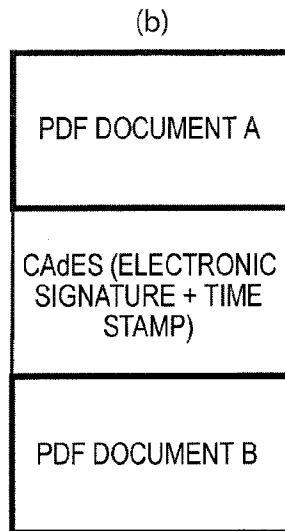 (b)
PDF DOCUMENT A
CAdES (ELECTRONIC
SIGNATURE + TIME
STAMP)
PDF DOCUMENT B